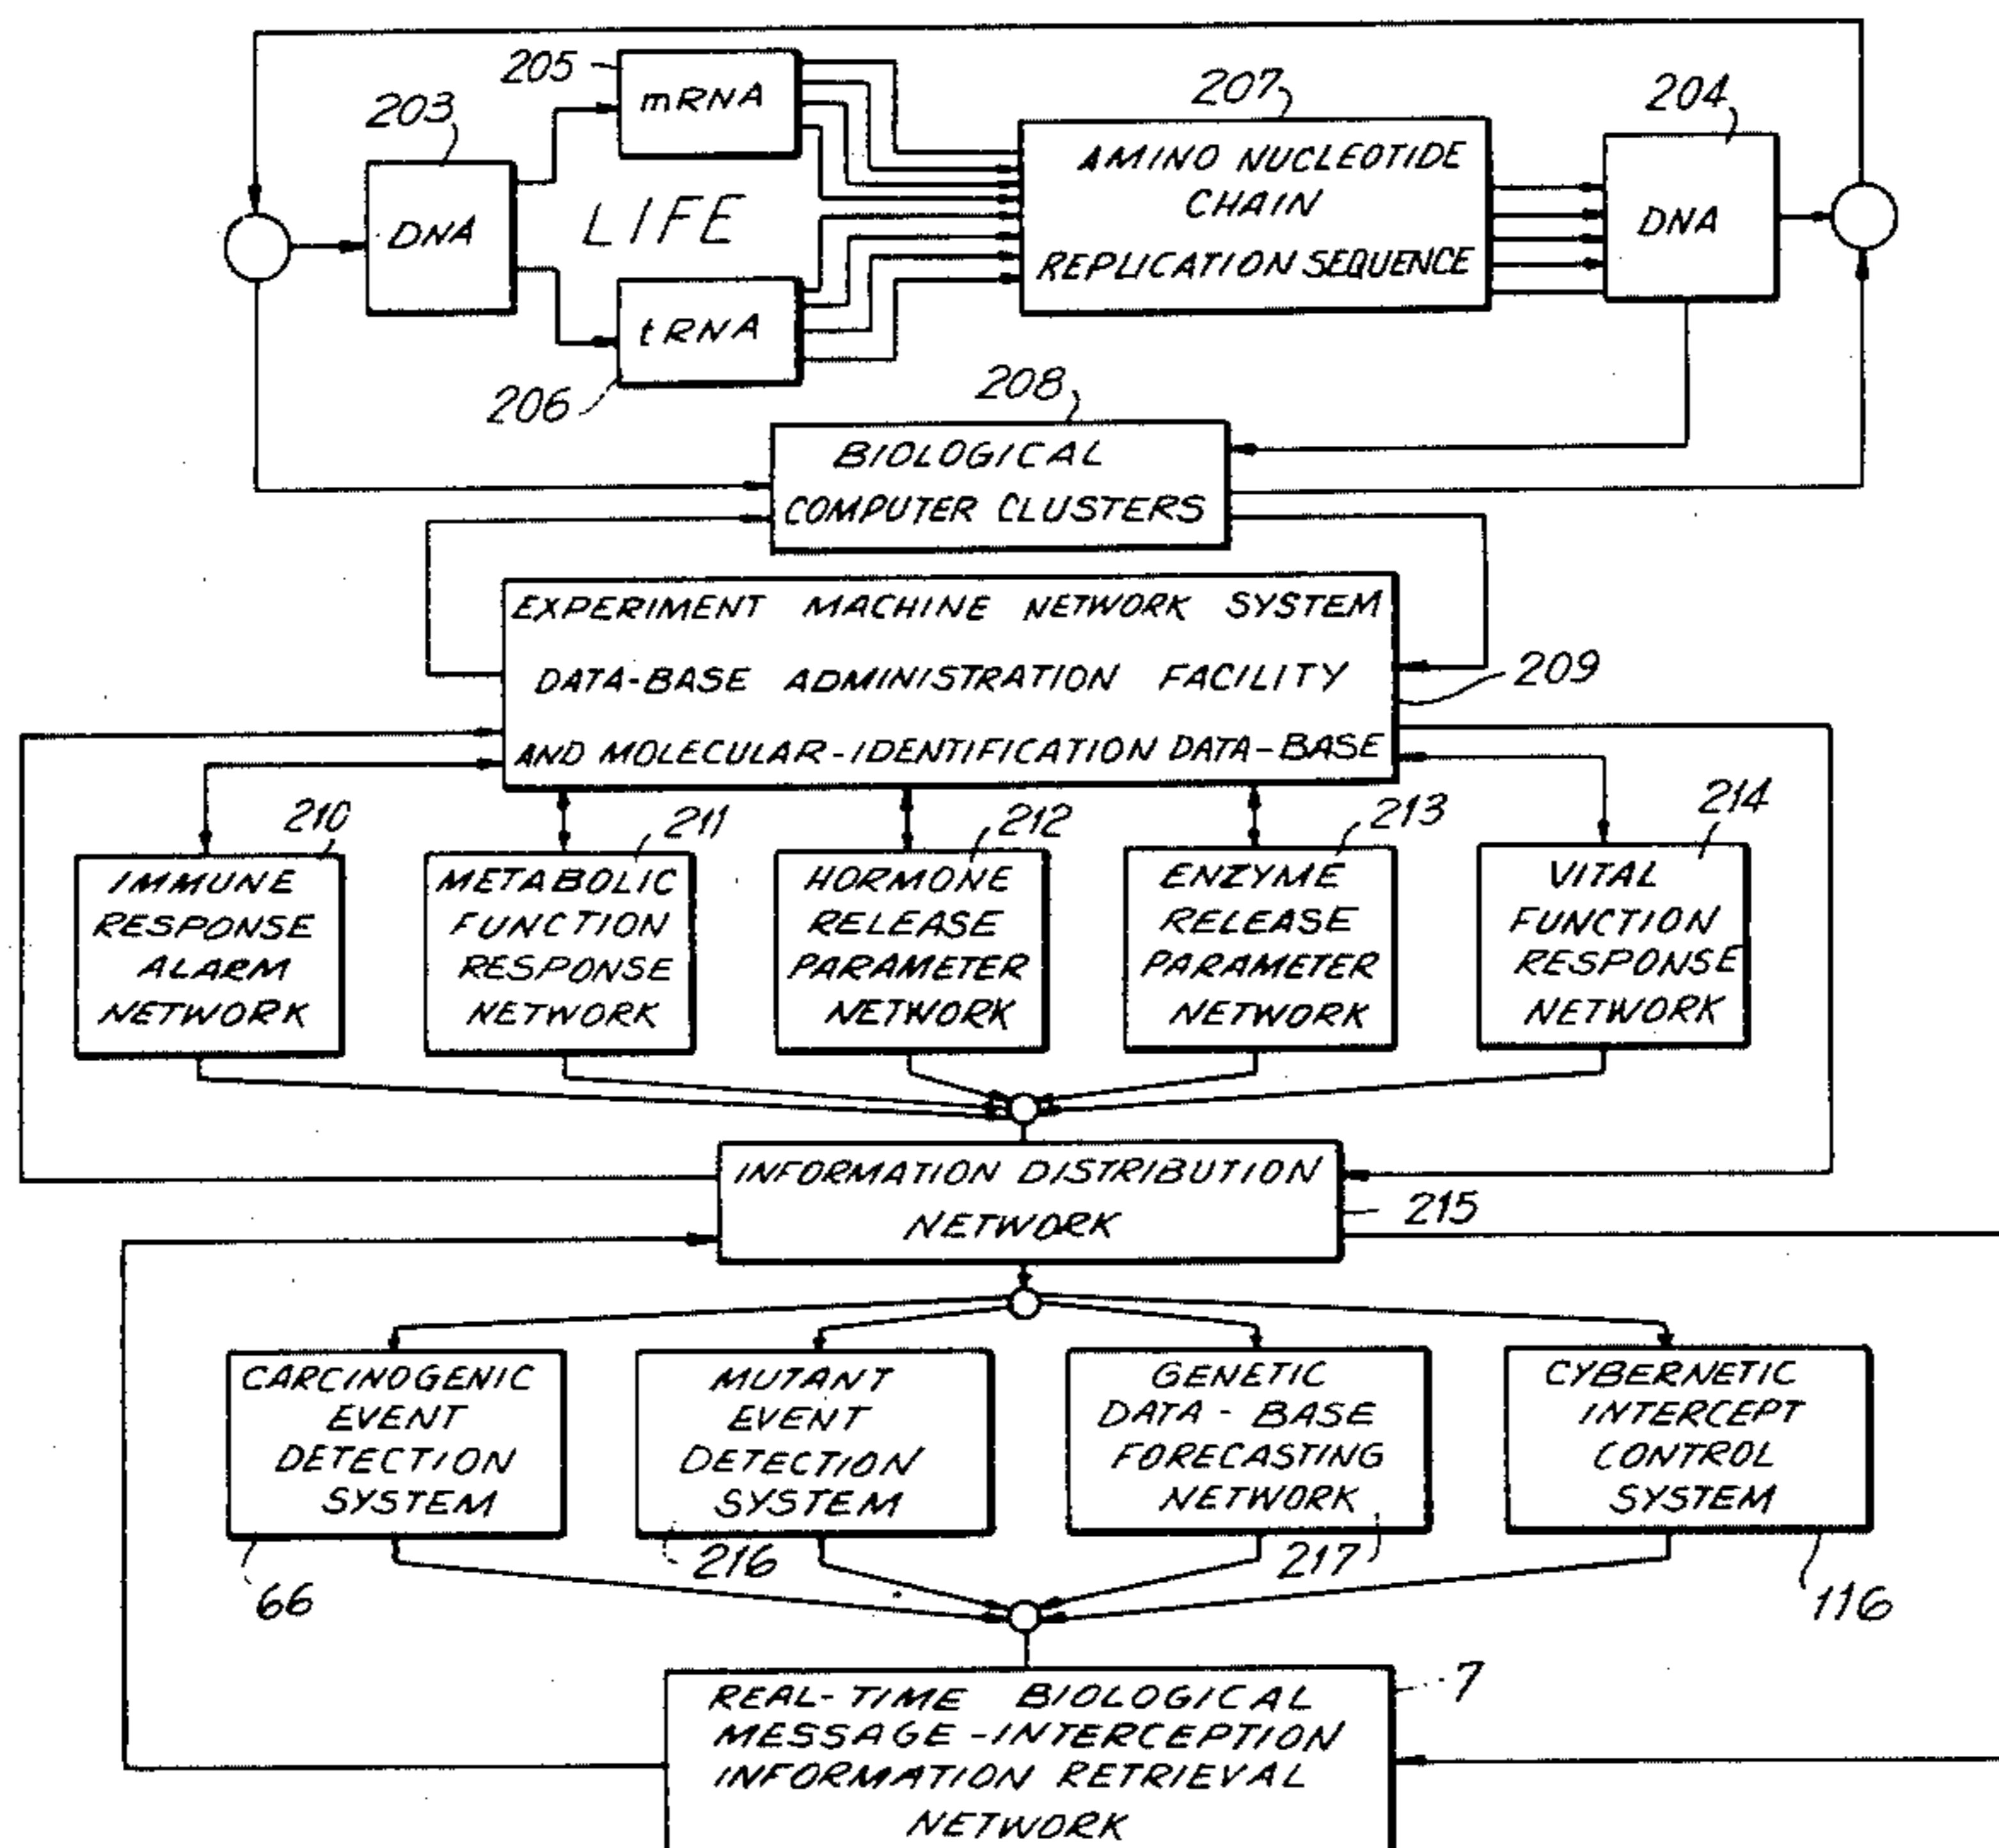 205
mRNA
203
DNA
LIFE
tRNA
206
207
AMINO NUCLEOTIDE
CHAIN
REPLICATION SEQUENCE
204
DNA
208
BIOLOGICAL
COMPUTER CLUSTERS
EXPERIMENT MACHINE NETWORK SYSTEM
DATA-BASE ADMINISTRATION FACILITY
AND MOLECULAR-IDENTIFICATION DATA-BASE
209
210
IMMUNE
RESPONSE
ALARM
NETWORK
211
METABOLIC
FUNCTION
RESPONSE
NETWORK
212
HORMONE
RELEASE
PARAMETER
NETWORK
213
ENZYME
RELEASE
PARAMETER
NETWORK
214
VITAL
FUNCTION
RESPONSE
NETWORK
INFORMATION DISTRIBUTION
NETWORK
215
CARCINOGENIC
EVENT
DETECTION
SYSTEM
66
MUTANT
EVENT
DETECTION
SYSTEM
216
GENETIC
DATA-BASE
FORECASTING
NETWORK
217
CYBERNETIC
INTERCEPT
CONTROL
SYSTEM
116
REAL-TIME BIOLOGICAL
MESSAGE-INTERCEPTION
INFORMATION RETRIEVAL
NETWORK
7